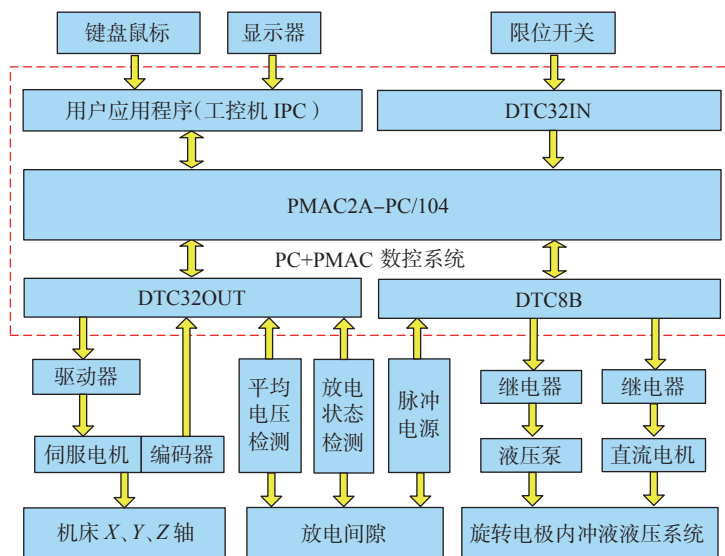 键盘鼠标
显示器
限位开关
用户应用程序(工控机 IPC)
DTC32IN
PMAC2A-PC/104
PC+PMAC 数控系统
DTC32OUT
DTC8B
驱动器
平均
电压
检测
放电
状态
检测
脉冲
电源
继电器
继电器
伺服电机
编码器
液压泵
直流电机
机床 X、Y、Z 轴
放电间隙
旋转电极内冲液液压系统